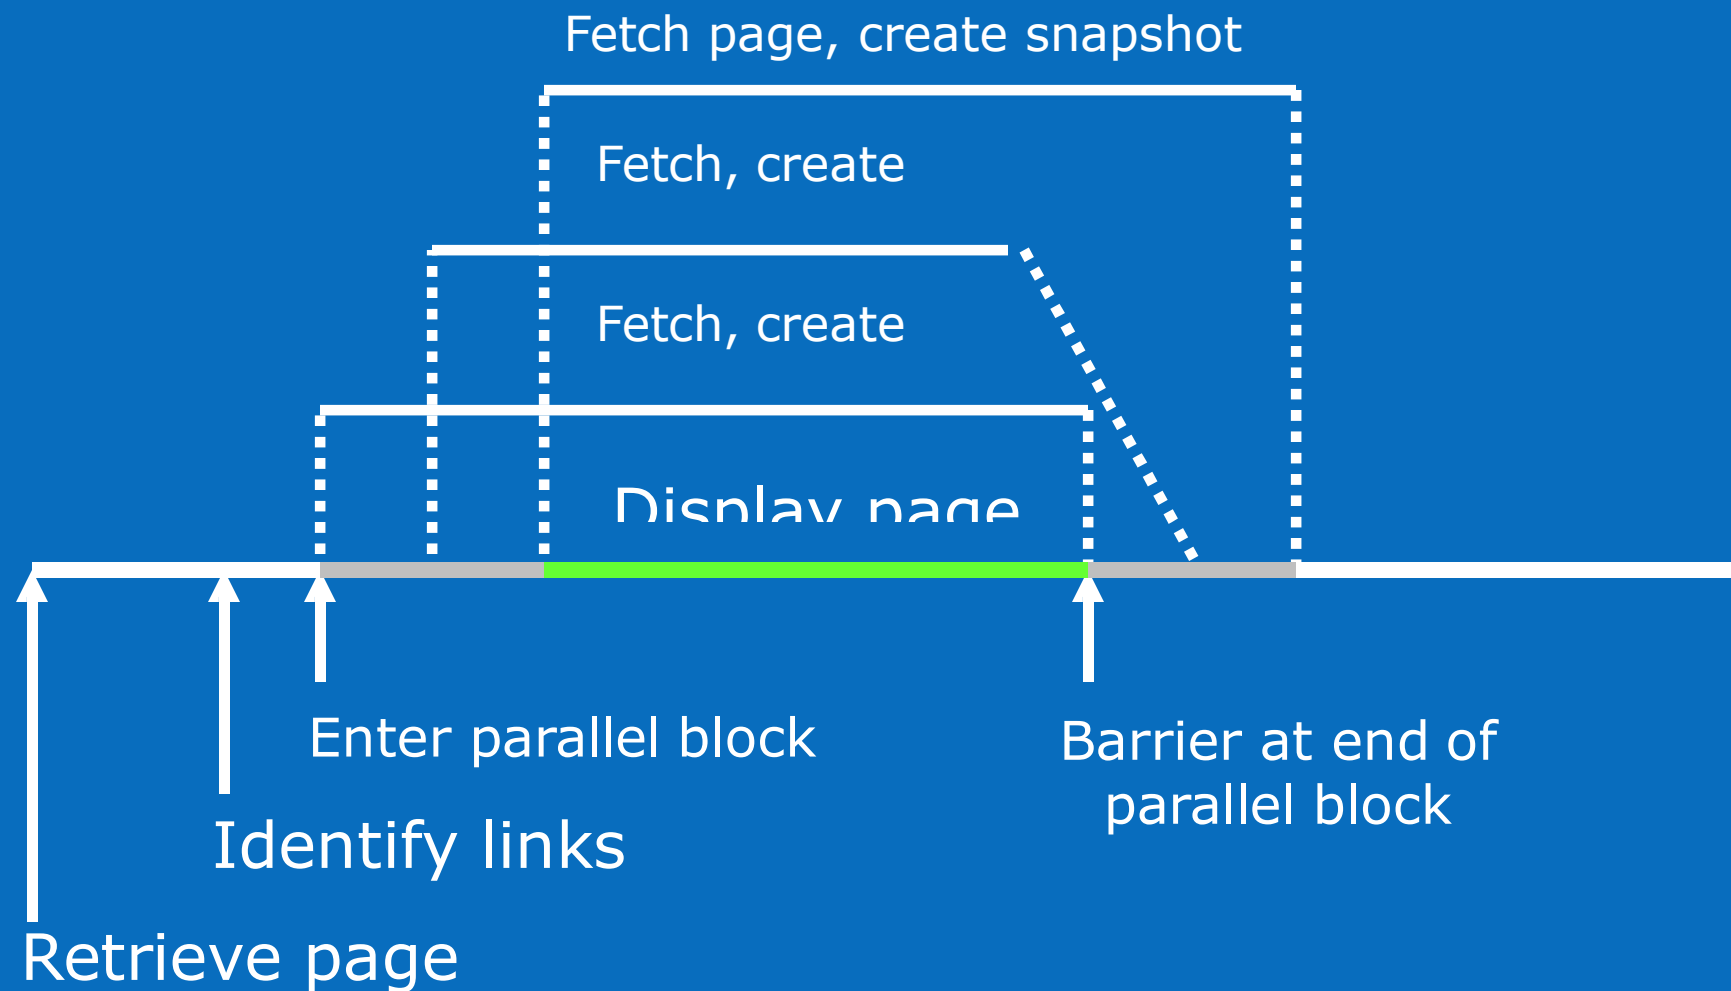 Fetch page, create snapshot
Fetch, create
Fetch, create
Display page
Enter parallel block
Barrier at end of
parallel block
Identify links
Retrieve page